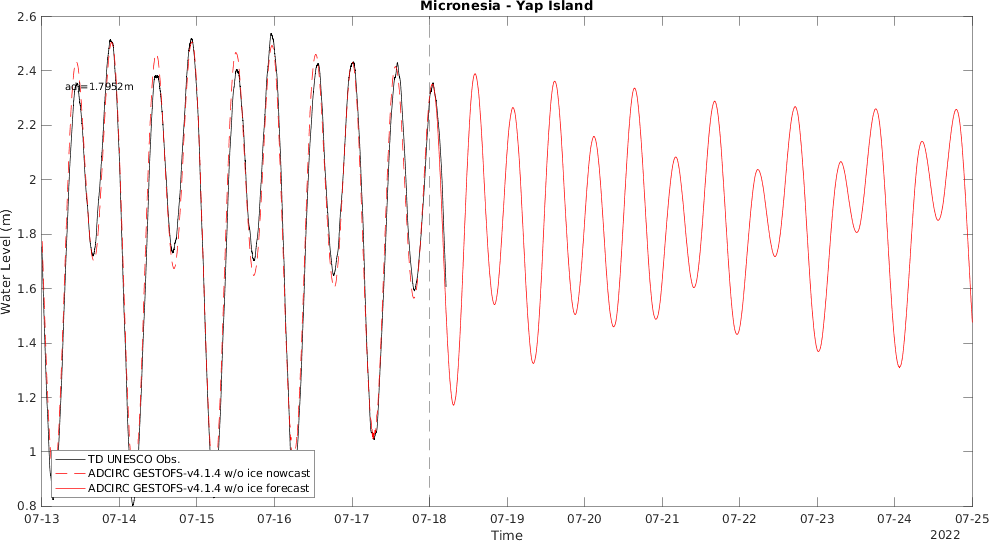 Micronesia - Yap Island
2.6
2.4
2.2
2
1.8
1.6
1.4
1.2
1
0.8
Water Level (m)
adj=1.7952m
TD UNESCO Obs.
ADCIRC GESTOFS-v4.1.4 w/o ice nowcast
ADCIRC GESTOFS-v4.1.4 w/o ice forecast
07-13 07-14 07-15 07-16 07-17 07-18 07-19 07-20 07-21 07-22 07-23 07-24 07-25
Time
2022